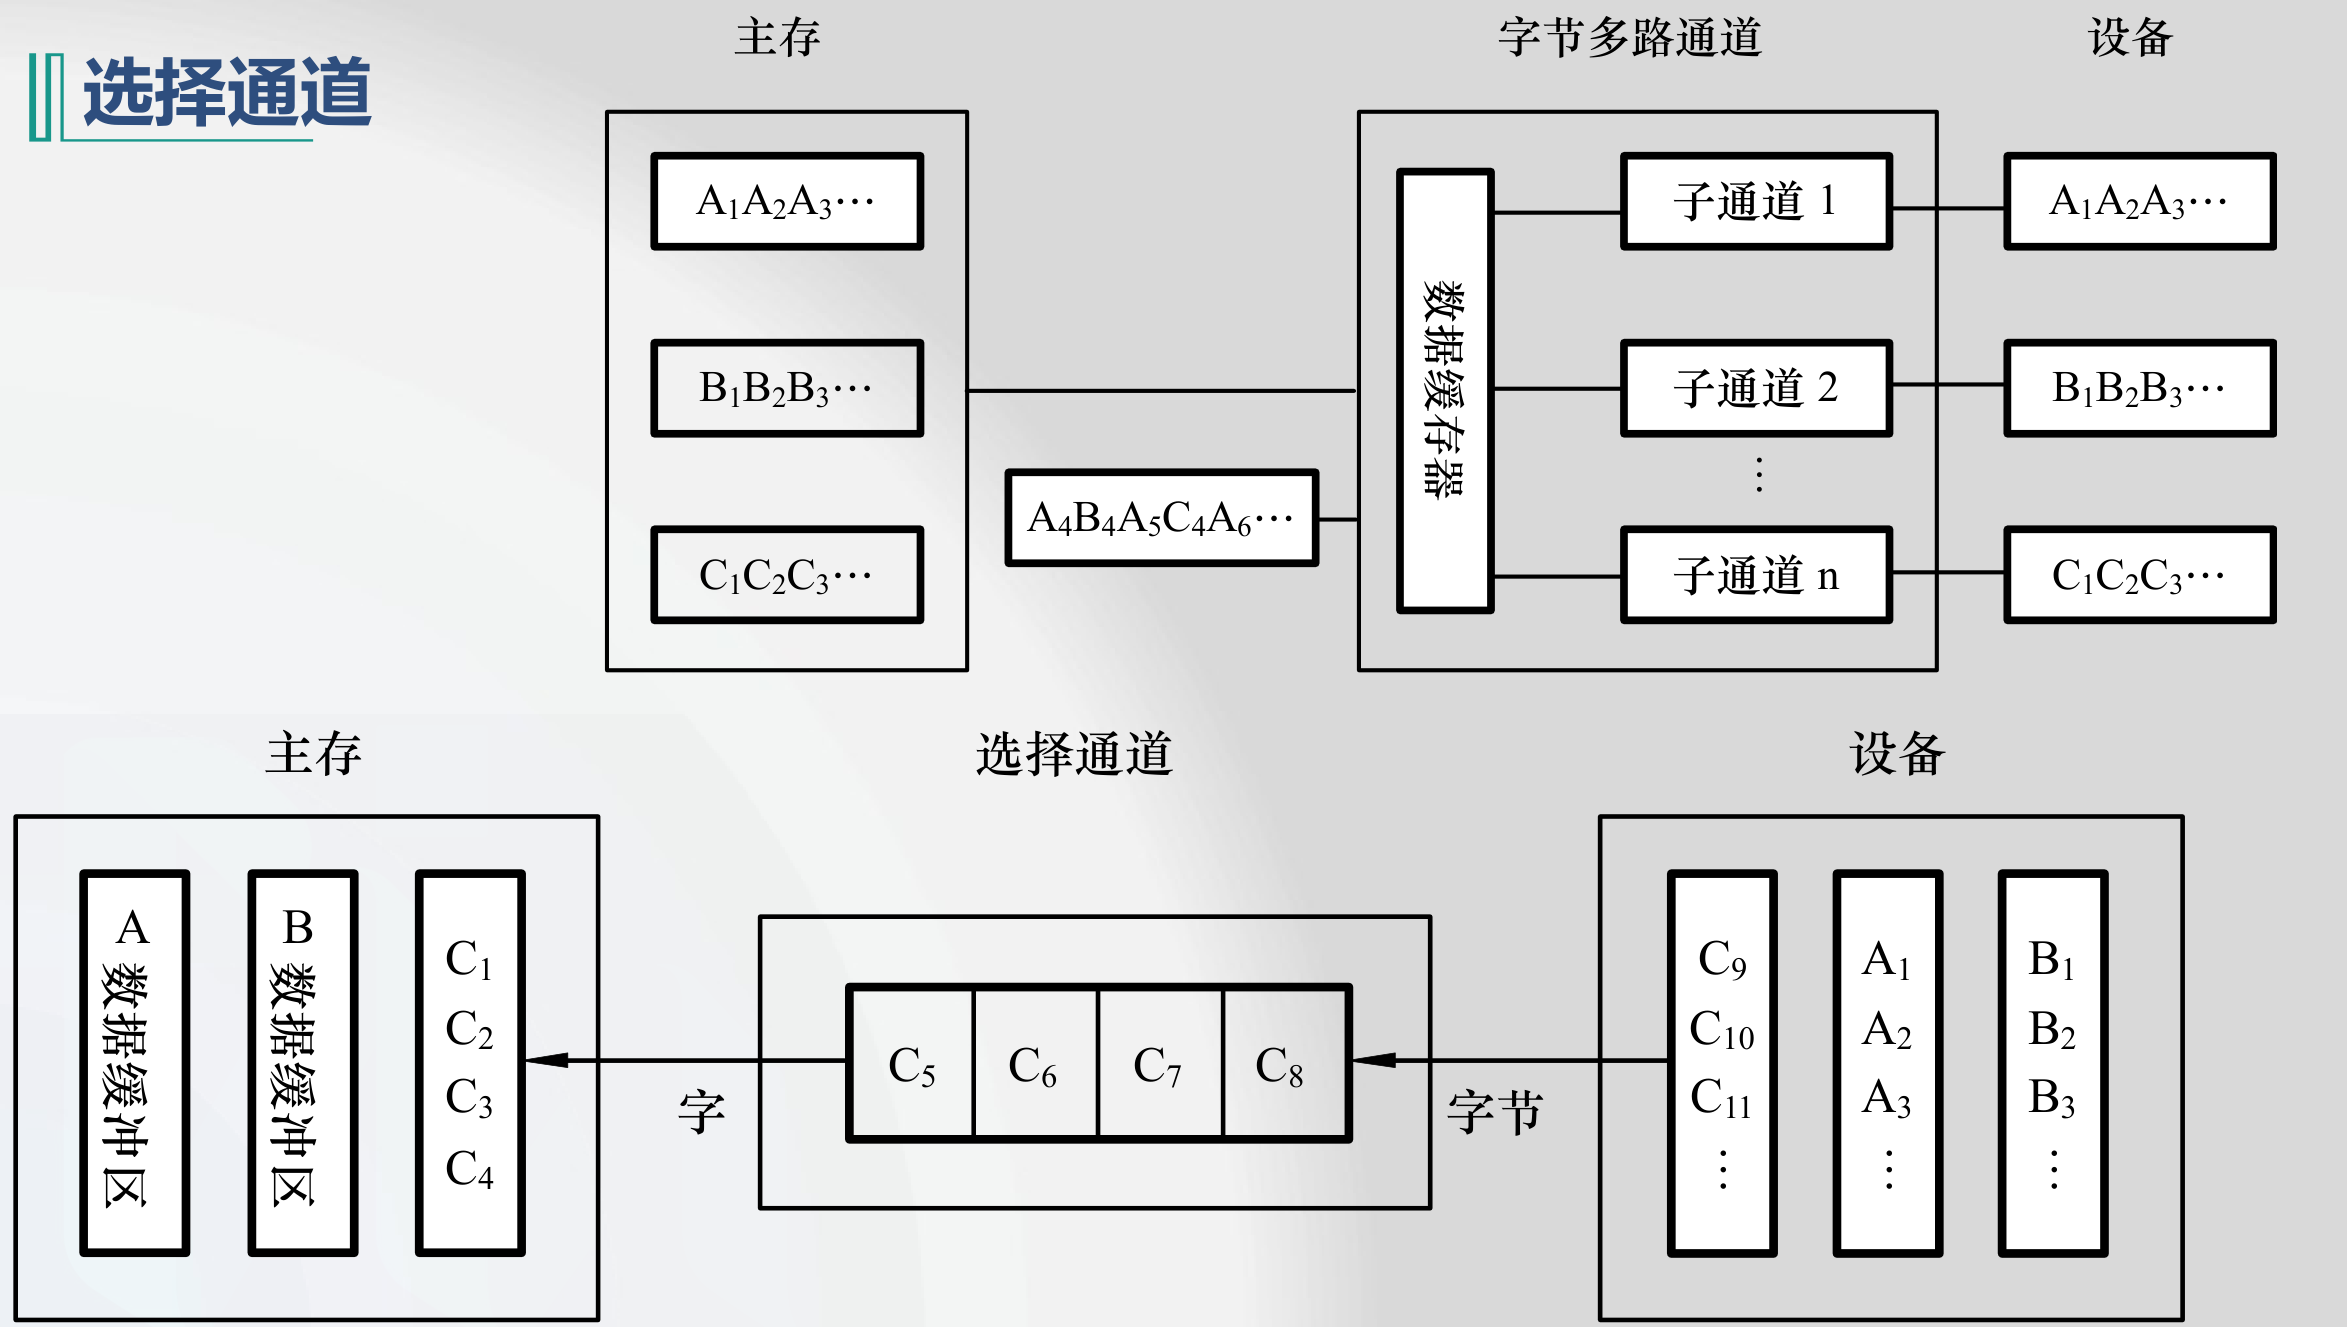 选择通道
主存
字节多路通道
设备
A₁A₂A₃…
B₁B₂B₃…
C₁C₂C₃…
A₄B₄A₅C₄A₆…
数据缓存器
子通道 1
子通道 2
⋮
子通道 n
A₁A₂A₃…
B₁B₂B₃…
C₁C₂C₃…
主存
选择通道
设备
A数据缓冲区
B数据缓冲区
C₁
C₂
C₃
C₄
字
C₅ C₆ C₇ C₈
字节
C₉
C₁₀
C₁₁
⋮
A₁
A₂
A₃
⋮
B₁
B₂
B₃
⋮